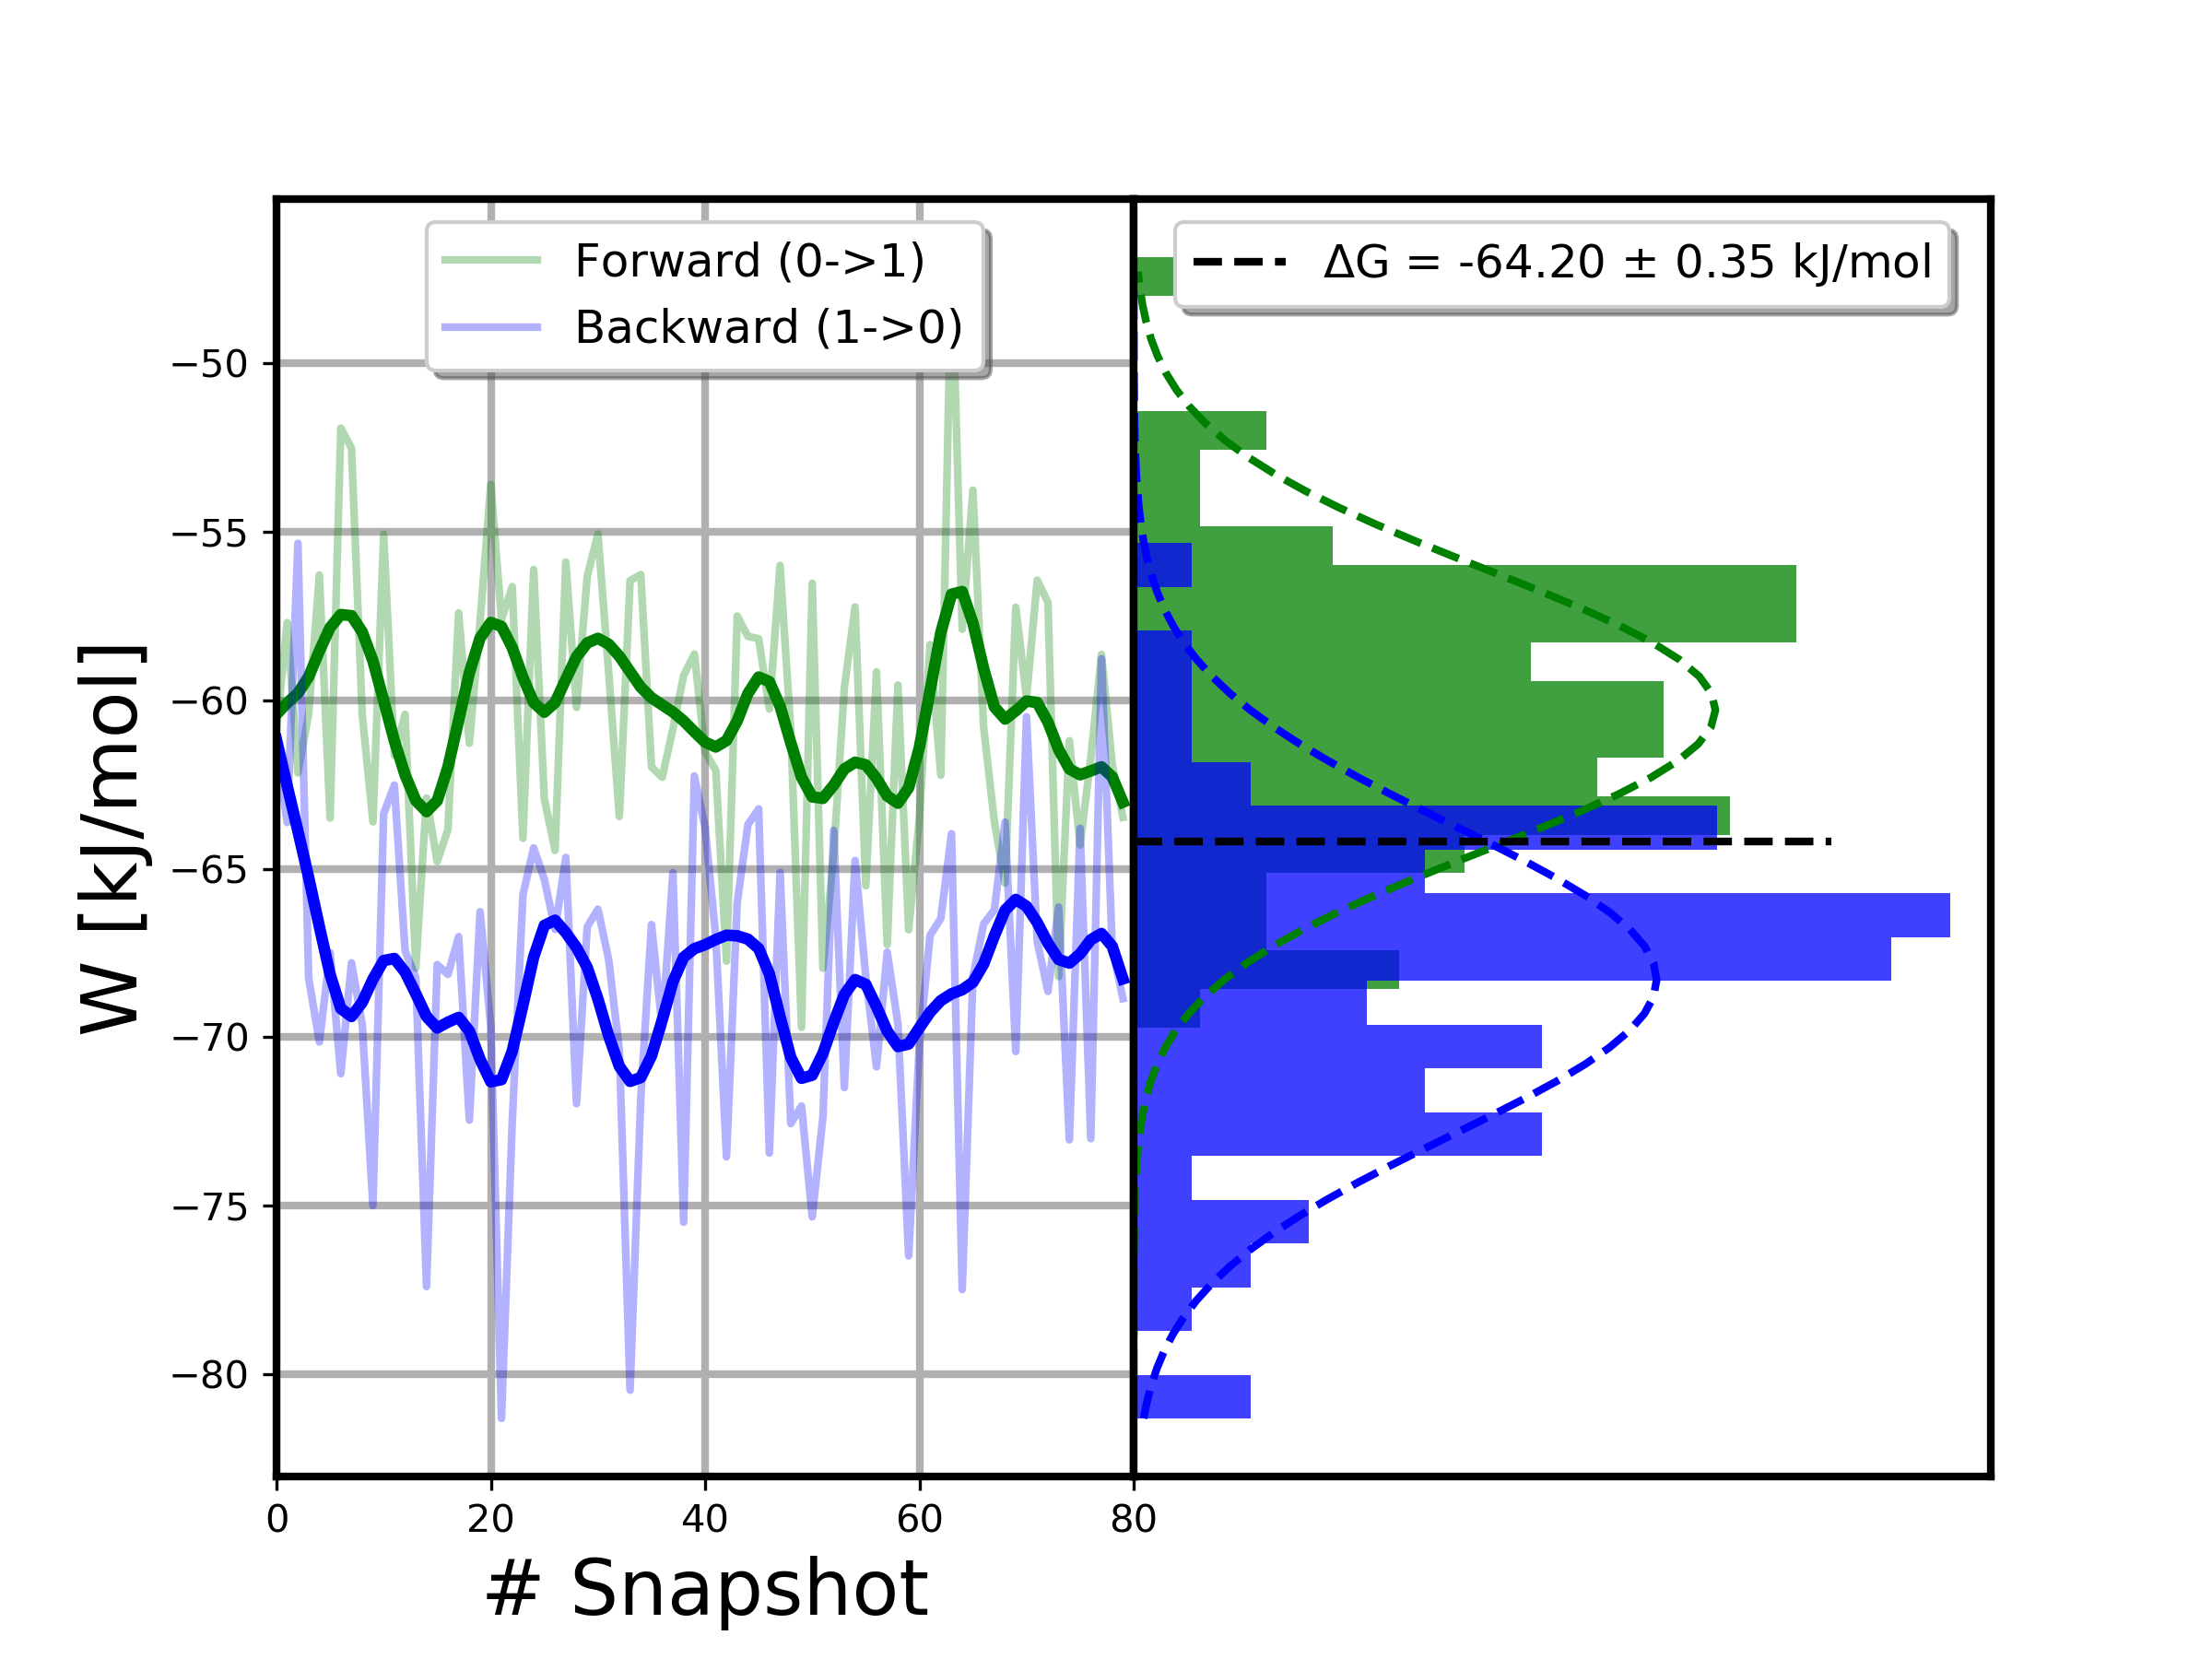 Forward (0->1)
Backward (1->0)
ΔG = -64.20 ± 0.35 kJ/mol
W [kJ/mol]
−50
−55
−60
−65
−70
−75
−80
0 20 40 60 80
# Snapshot